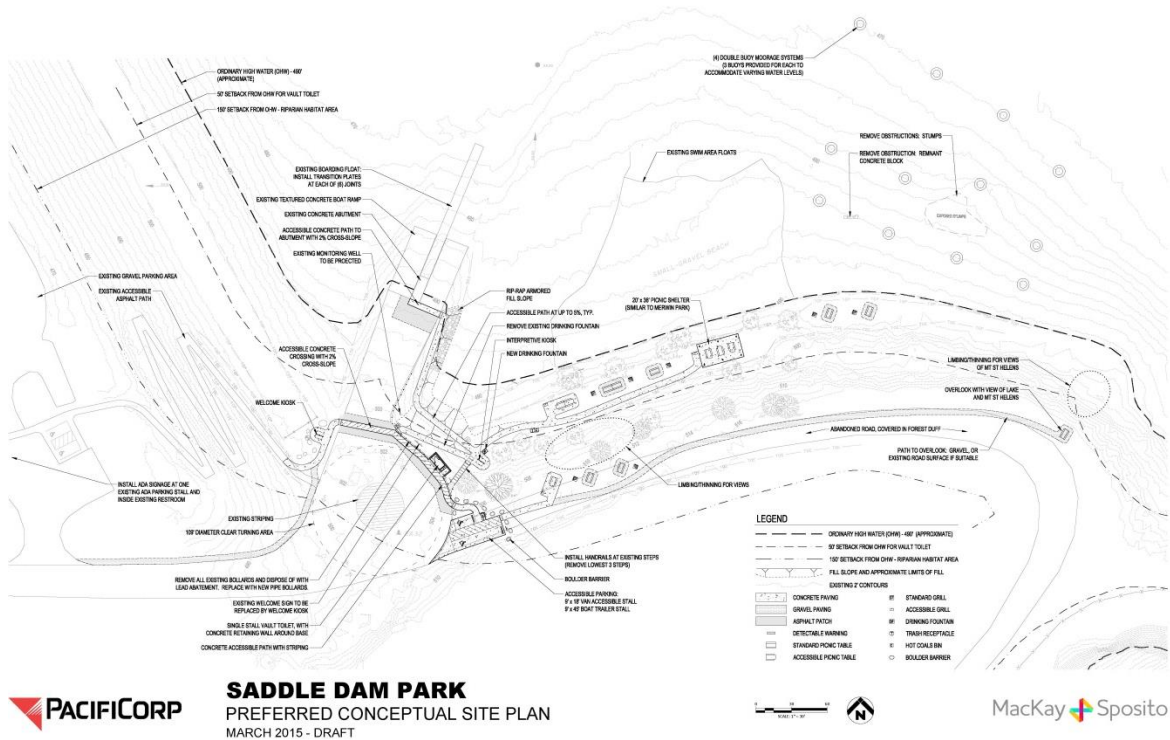 ORDINARY HIGH WATER (OHW) - 490'
(APPROXIMATE)
50' SETBACK FROM OHW FOR VAULT TOILET
150' SETBACK FROM OHW - RIPARIAN HABITAT AREA
(4) DOUBLE BUOY MOORAGE SYSTEMS
(3 BUOYS PROVIDED FOR EACH TO
ACCOMMODATE VARYING WATER LEVELS)
REMOVE OBSTRUCTIONS: STUMPS
REMOVE OBSTRUCTION: REMNANT
CONCRETE BLOCK
EXPOSED STUMPS
EXISTING SWIM AREA FLOATS
EXISTING BOARDING FLOAT:
INSTALL TRANSITION PLATES
AT EACH OF (6) JOINTS
EXISTING TEXTURED CONCRETE BOAT RAMP
EXISTING CONCRETE ABUTMENT
ACCESSIBLE CONCRETE PATH TO
ABUTMENT WITH 2% CROSS-SLOPE
EXISTING MONITORING WELL
TO BE PROECTED
SMALL-GRAVEL BEACH
EXISTING GRAVEL PARKING AREA
EXISTING ACCESSIBLE
ASPHALT PATH
RIP-RAP ARMORED
FILL SLOPE
ACCESSIBLE PATH AT UP TO 5%, TYP.
REMOVE EXISTING DRINKING FOUNTAIN
INTERPRETIVE KIOSK
NEW DRINKING FOUNTAIN
20' x 38' PICNIC SHELTER
(SIMILAR TO MERWIN PARK)
ACCESSIBLE CONCRETE
CROSSING WITH 2%
CROSS-SLOPE
WELCOME KIOSK
LIMBING/THINNING FOR VIEWS
OF MT ST HELENS
OVERLOOK WITH VIEW OF LAKE
AND MT ST HELENS
ABANDONED ROAD, COVERED IN FOREST DUFF
PATH TO OVERLOOK: GRAVEL, OR
EXISTING ROAD SURFACE IF SUITABLE
LIMBING/THINNING FOR VIEWS
INSTALL ADA SIGNAGE AT ONE
EXISTING ADA PARKING STALL AND
INSIDE EXISTING RESTROOM
EXISTING STRIPING
109' DIAMETER CLEAR TURNING AREA
REMOVE ALL EXISTING BOLLARDS AND DISPOSE OF WITH
LEAD ABATEMENT. REPLACE WITH NEW PIPE BOLLARDS.
EXISTING WELCOME SIGN TO BE
REPLACED BY WELCOME KIOSK
SINGLE STALL VAULT TOILET, WITH
CONCRETE RETAINING WALL AROUND BASE
CONCRETE ACCESSIBLE PATH WITH STRIPING
INSTALL HANDRAILS AT EXISTING STEPS
(REMOVE LOWEST 3 STEPS)
BOULDER BARRIER
ACCESSIBLE PARKING:
9' x 18' VAN ACCESSIBLE STALL
9' x 45' BOAT TRAILER STALL
LEGEND
ORDINARY HIGH WATER (OHW) - 490' (APPROXIMATE)
50' SETBACK FROM OHW FOR VAULT TOILET
150' SETBACK FROM OHW - RIPARIAN HABITAT AREA
FILL SLOPE AND APPROXIMATE LIMITS OF FILL
EXISTING 2' CONTOURS
CONCRETE PAVING
GRAVEL PAVING
ASPHALT PATCH
DETECTABLE WARNING
STANDARD PICNIC TABLE
ACCESSIBLE PICNIC TABLE
STANDARD GRILL
ACCESSIBLE GRILL
DRINKING FOUNTAIN
TRASH RECEPTACLE
HOT COALS BIN
BOULDER BARRIER
PACIFICORP
SADDLE DAM PARK
PREFERRED CONCEPTUAL SITE PLAN
MARCH 2015 - DRAFT
N
MacKay Sposito